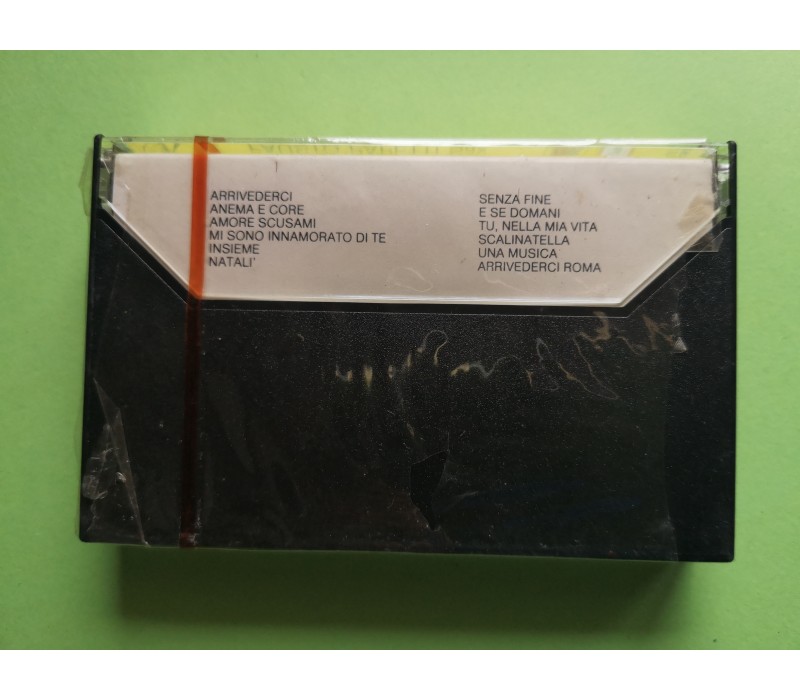 ARRIVEDERCI
ANEMA E CORE
AMORE SCUSAMI
MI SONO INNAMORATO DI TE
INSIEME
NATALI'
SENZA FINE
E SE DOMANI
TU, NELLA MIA VITA
SCALINATELLA
UNA MUSICA
ARRIVEDERCI ROMA